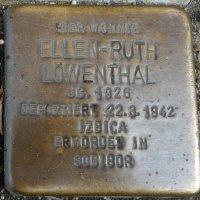 HIER WOHNTE
ELLEN-RUTH
LÖWENTHAL
JG. 1926
DEPORTIERT 22.3.1942
IZBICA
ERMORDET IN
SOBIBOR